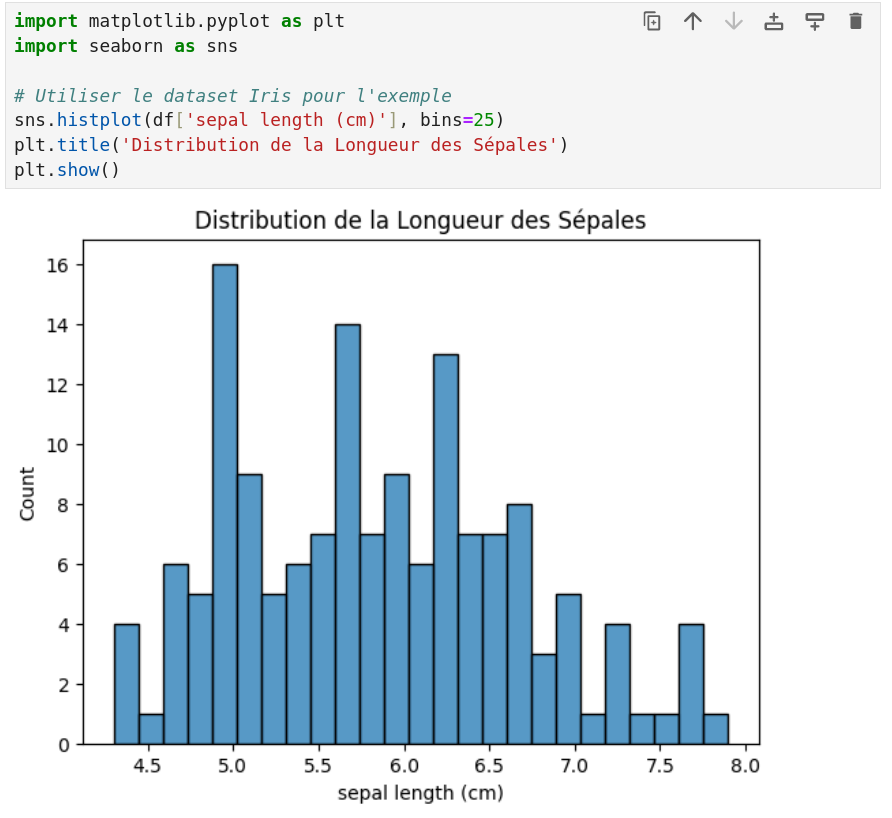 import matplotlib.pyplot as plt
import seaborn as sns
# Utiliser le dataset Iris pour l'exemple
sns.histplot(df['sepal length (cm)'], bins=25)
plt.title('Distribution de la Longueur des Sépales')
plt.show()
Distribution de la Longueur des Sépales
16
14
12
10
8
6
4
2
0
Count
4.5 5.0 5.5 6.0 6.5 7.0 7.5 8.0
sepal length (cm)